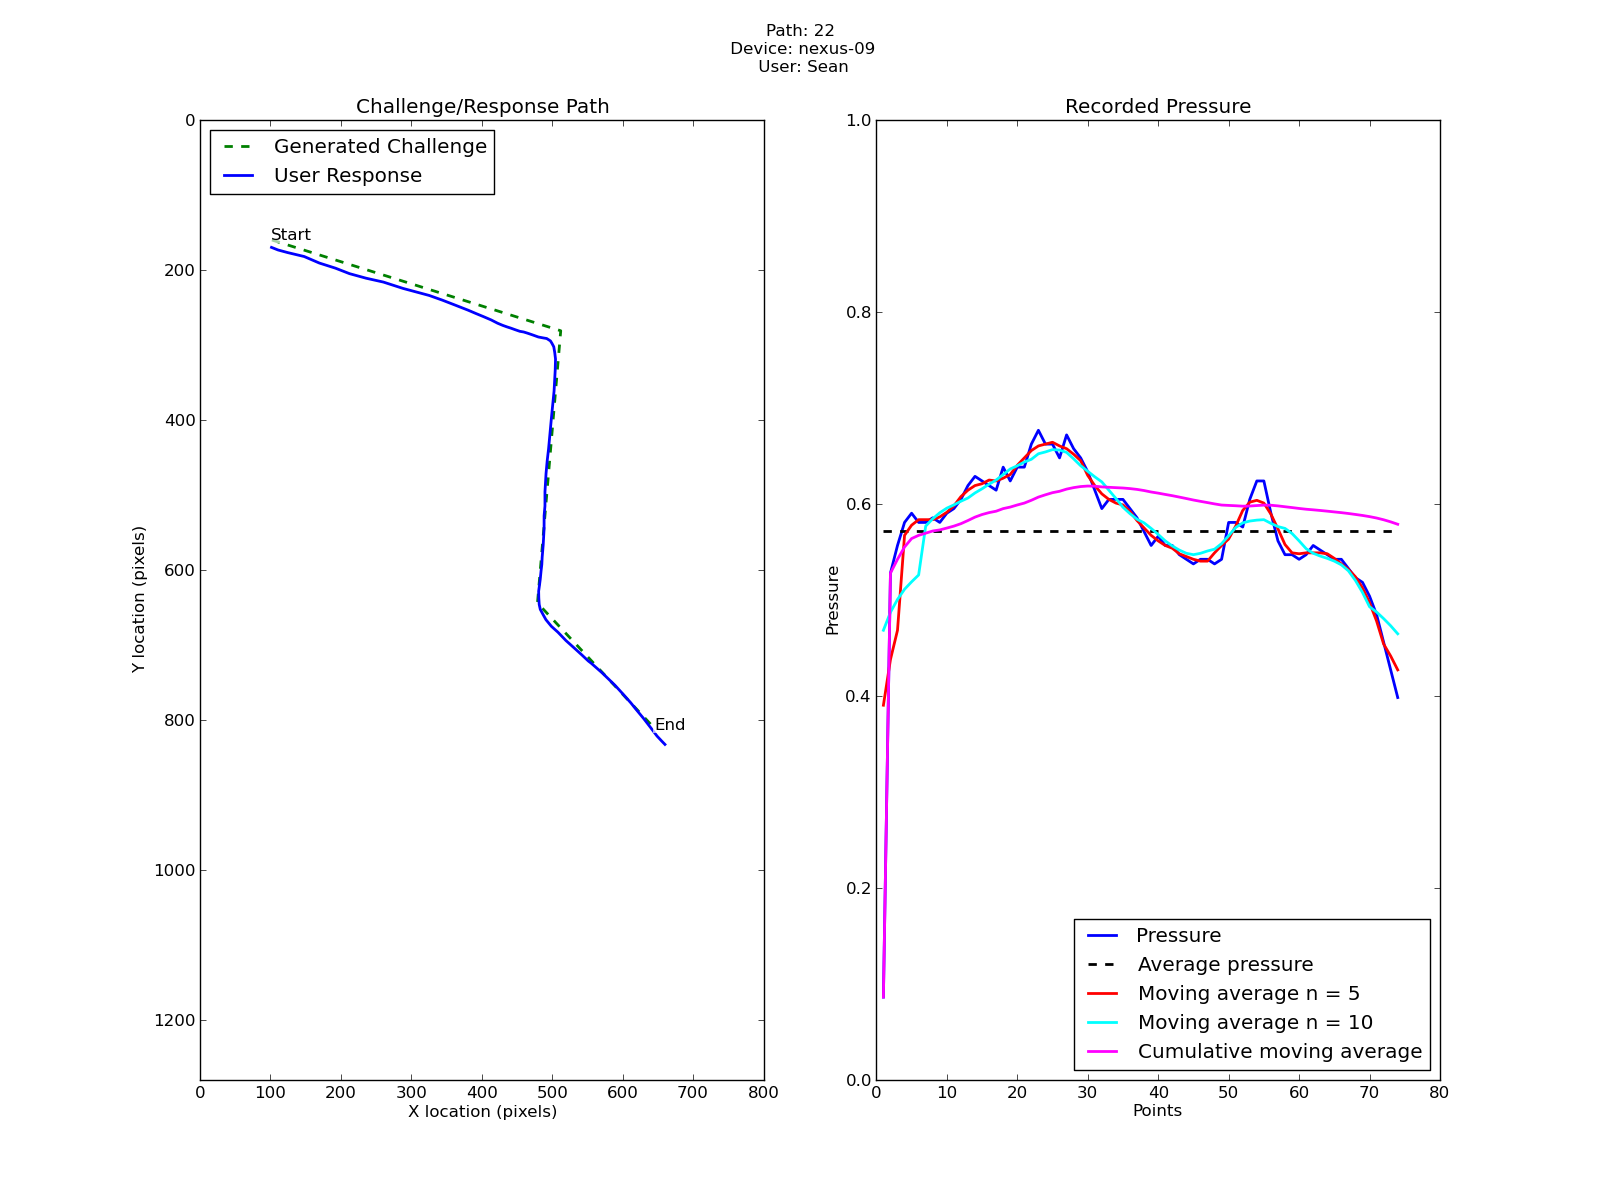 Path: 22
Device: nexus-09
User: Sean
Challenge/Response Path
Generated Challenge
User Response
Start
End
0
200
400
600
800
1000
1200
Y location (pixels)
0 100 200 300 400 500 600 700 800
X location (pixels)
Recorded Pressure
1.0
0.8
0.6
0.4
0.2
0.0
Pressure
Pressure
Average pressure
Moving average n = 5
Moving average n = 10
Cumulative moving average
0 10 20 30 40 50 60 70 80
Points